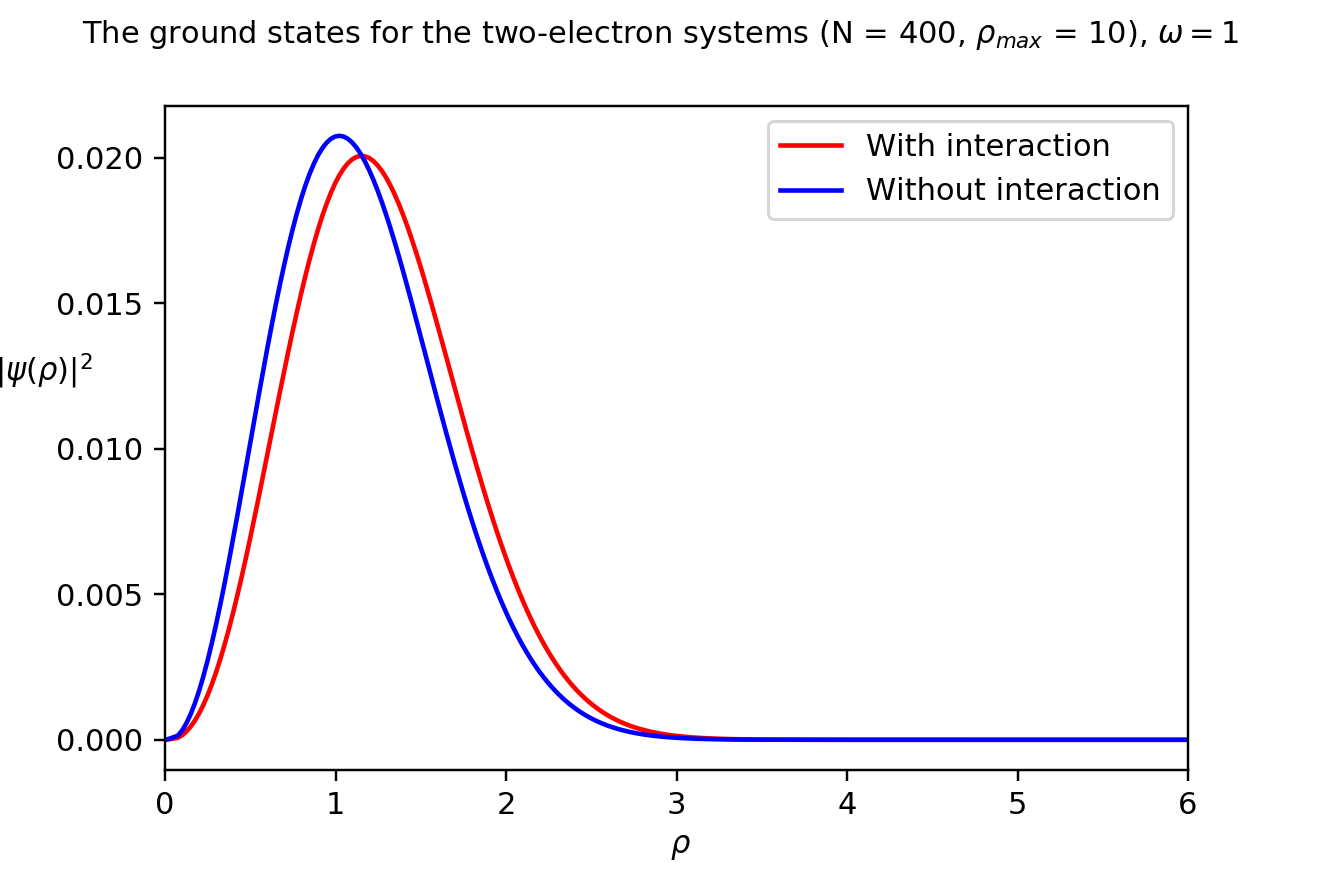 The ground states for the two-electron systems (N = 400, ρmax = 10), ω = 1
With interaction
Without interaction
0.020
0.015
|ψ(ρ)|²
0.010
0.005
0.000
0 1 2 3 4 5 6
ρ